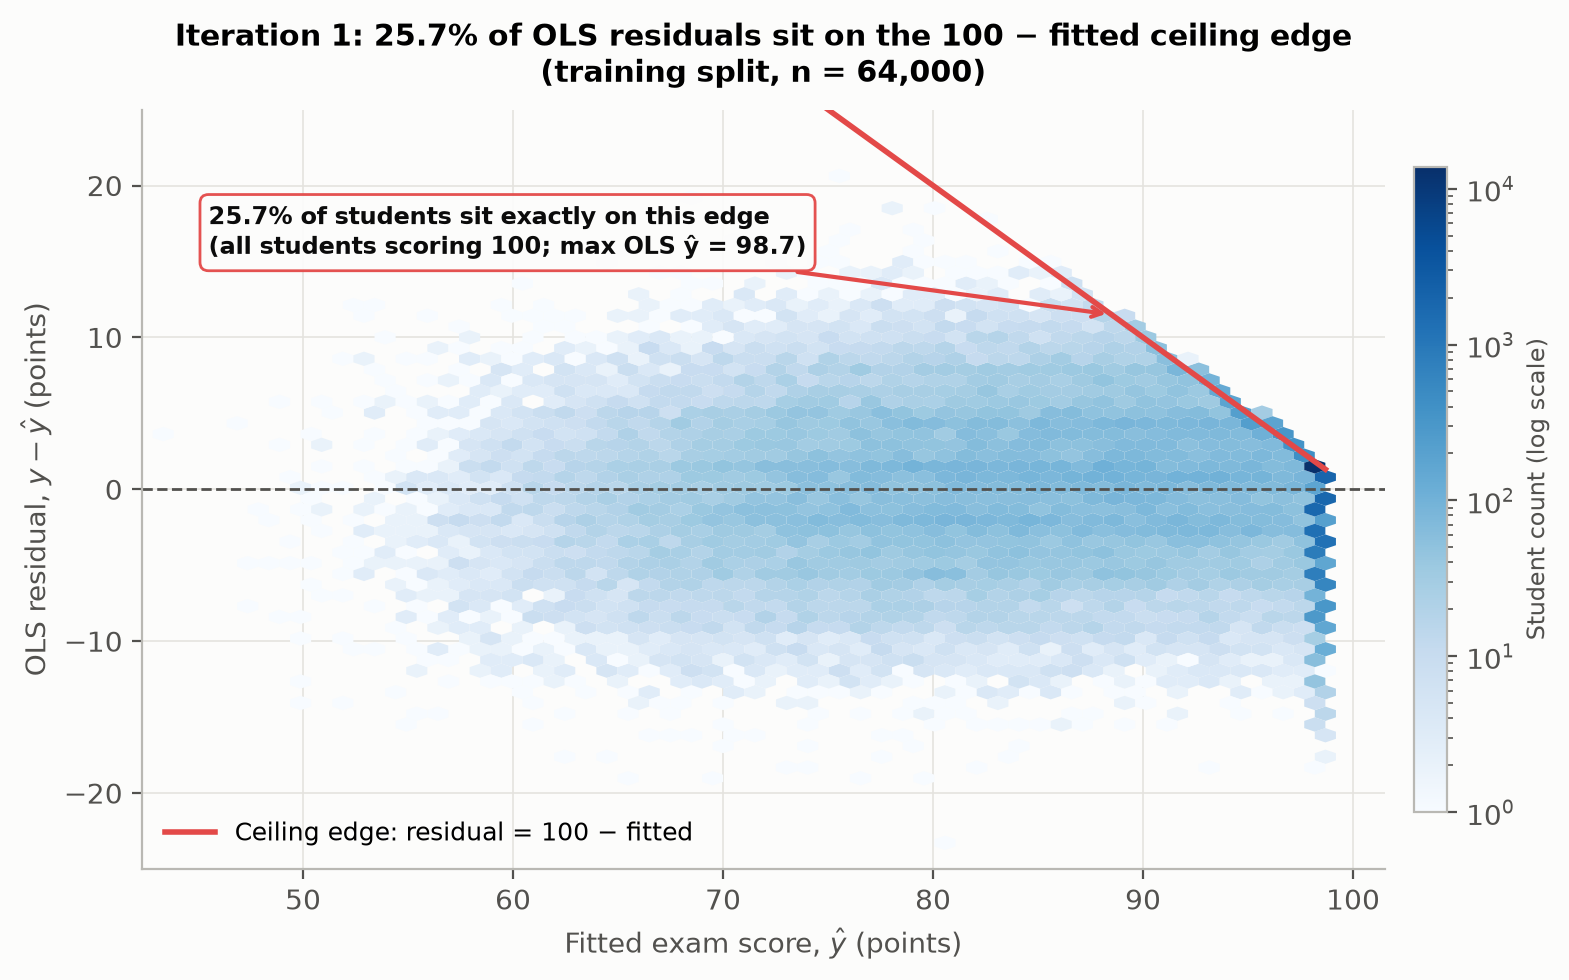 Iteration 1: 25.7% of OLS residuals sit on the 100 − fitted ceiling edge
(training split, n = 64,000)
OLS residual, y − ŷ (points)
20
10
0
−10
−20
25.7% of students sit exactly on this edge
(all students scoring 100; max OLS ŷ = 98.7)
Ceiling edge: residual = 100 − fitted
50
60
70
80
90
100
Fitted exam score, ŷ (points)
10⁴
10³
10²
10¹
10⁰
Student count (log scale)